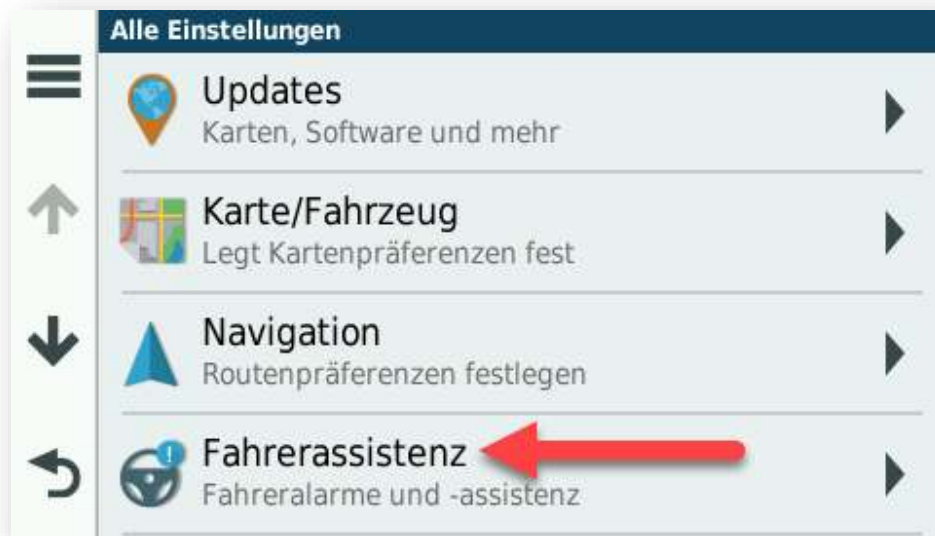 Alle Einstellungen
Updates
Karten, Software und mehr
Karte/Fahrzeug
Legt Kartenpräferenzen fest
Navigation
Routenpräferenzen festlegen
Fahrerassistenz
Fahreralarme und -assistenz